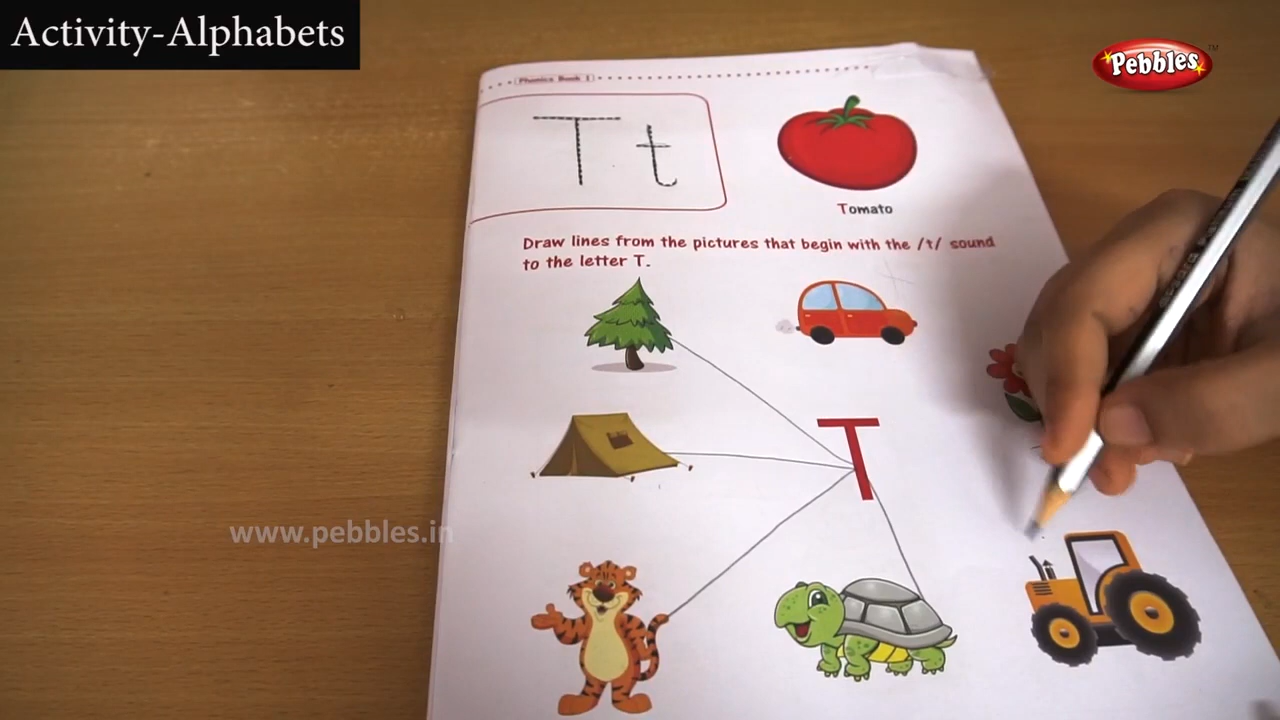 Activity-Alphabets
Pebbles
TM
Phonics Book 1
T t
Tomato
Draw lines from the pictures that begin with the /t/ sound
to the letter T.
T
www.pebbles.in